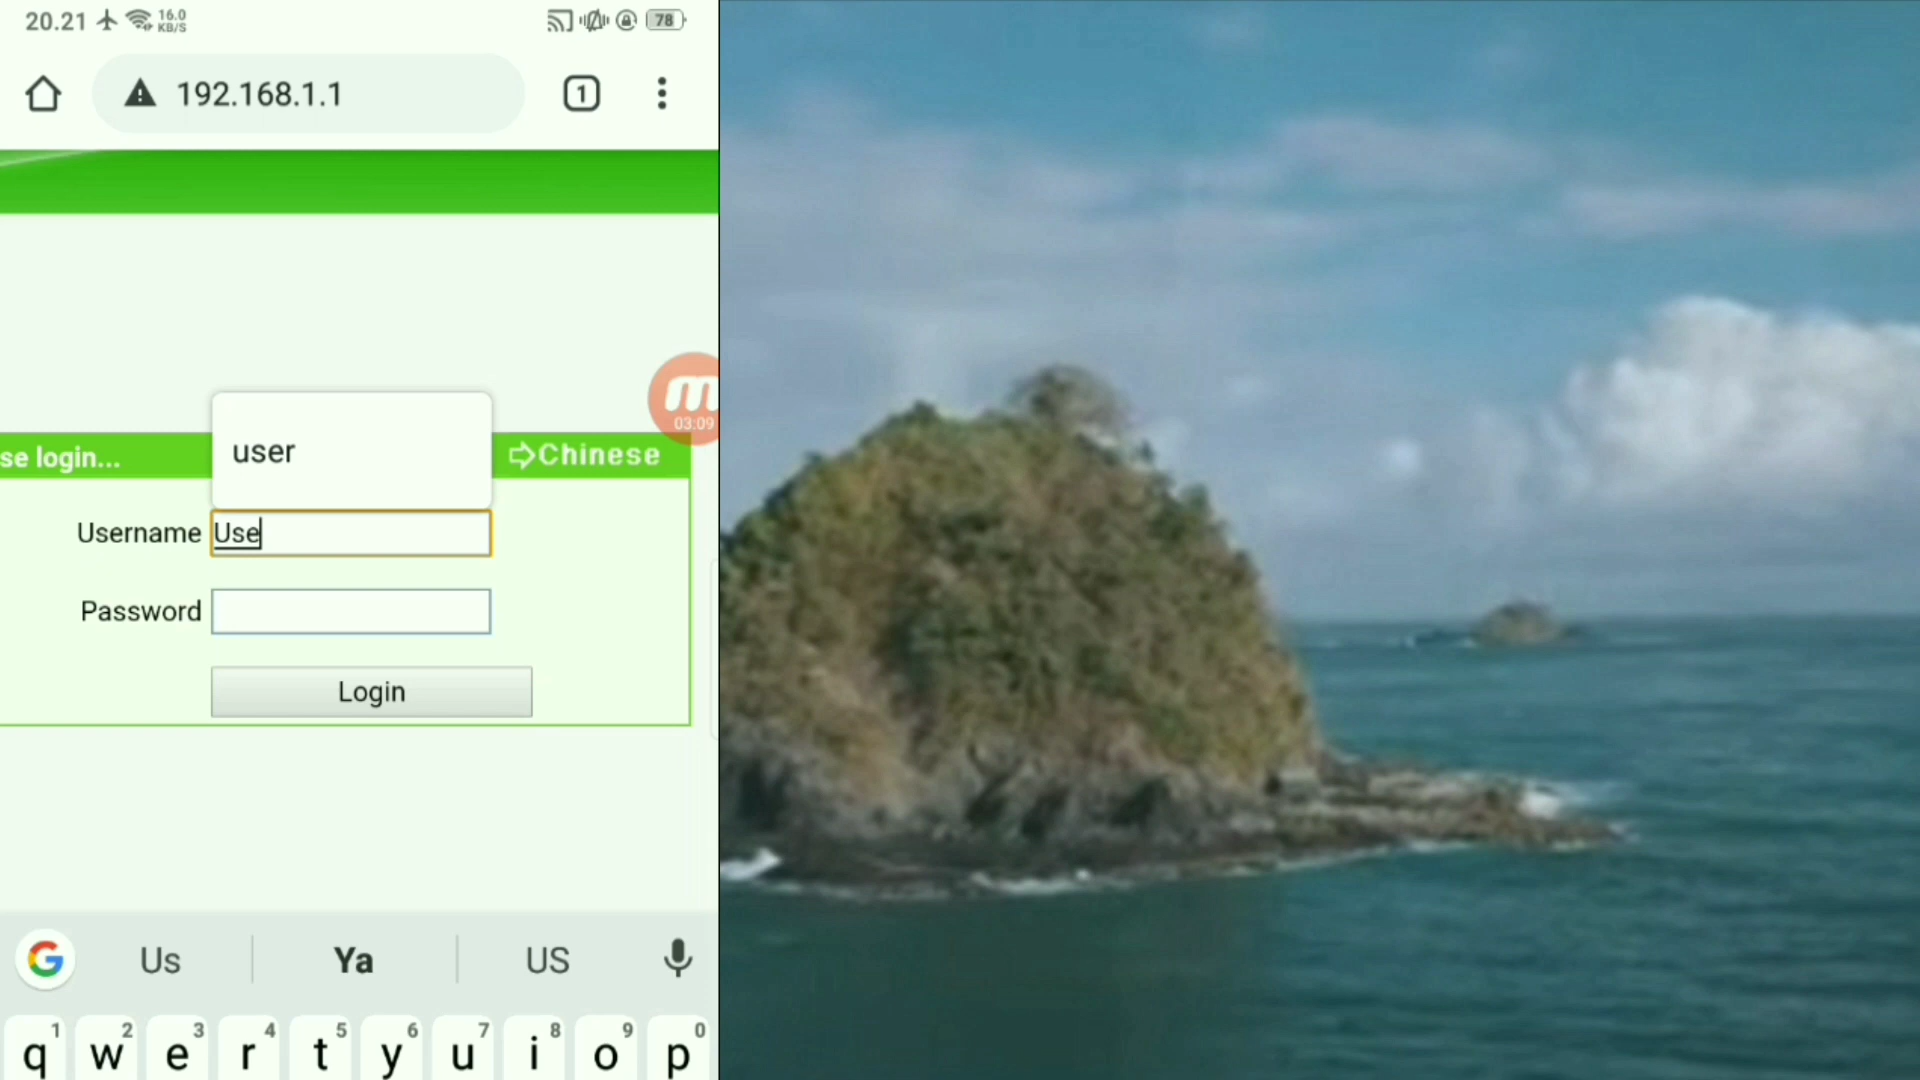 20.21 16.0 KB/S 78
192.168.1.1 1
03:09
user
se login... ⇨Chinese
Username Use
Password
Login
G Us Ya US
1 2 3 4 5 6 7 8 9 0
q w e r t y u i o p